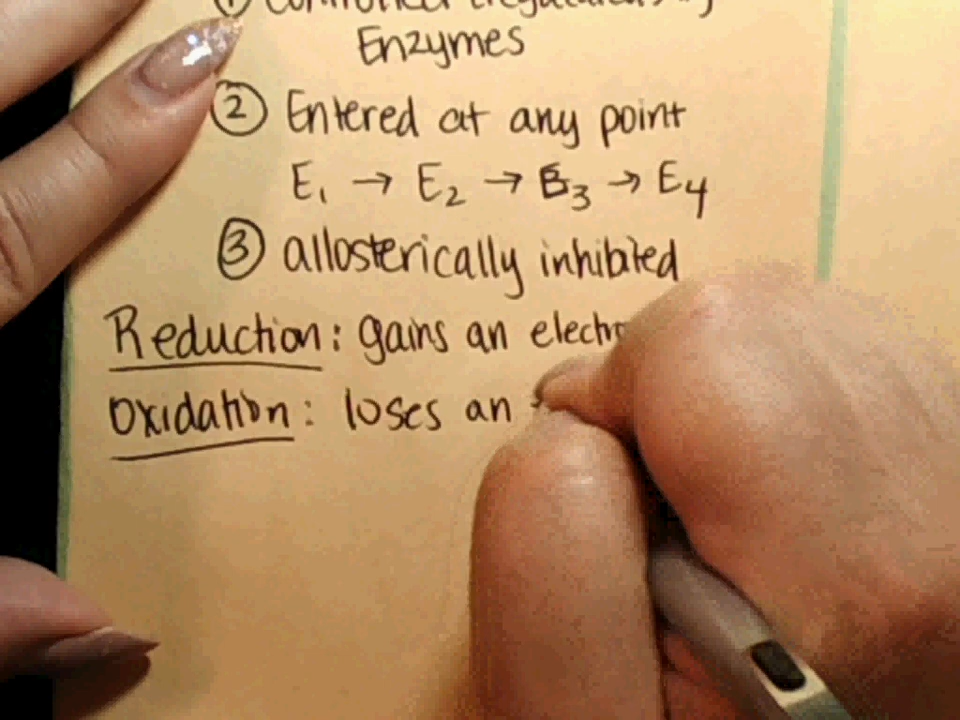 Enzymes
② Entered at any point
E₁ → E₂ → E₃ → E₄
③ allosterically inhibited
Reduction: gains an electr
Oxidation: loses an